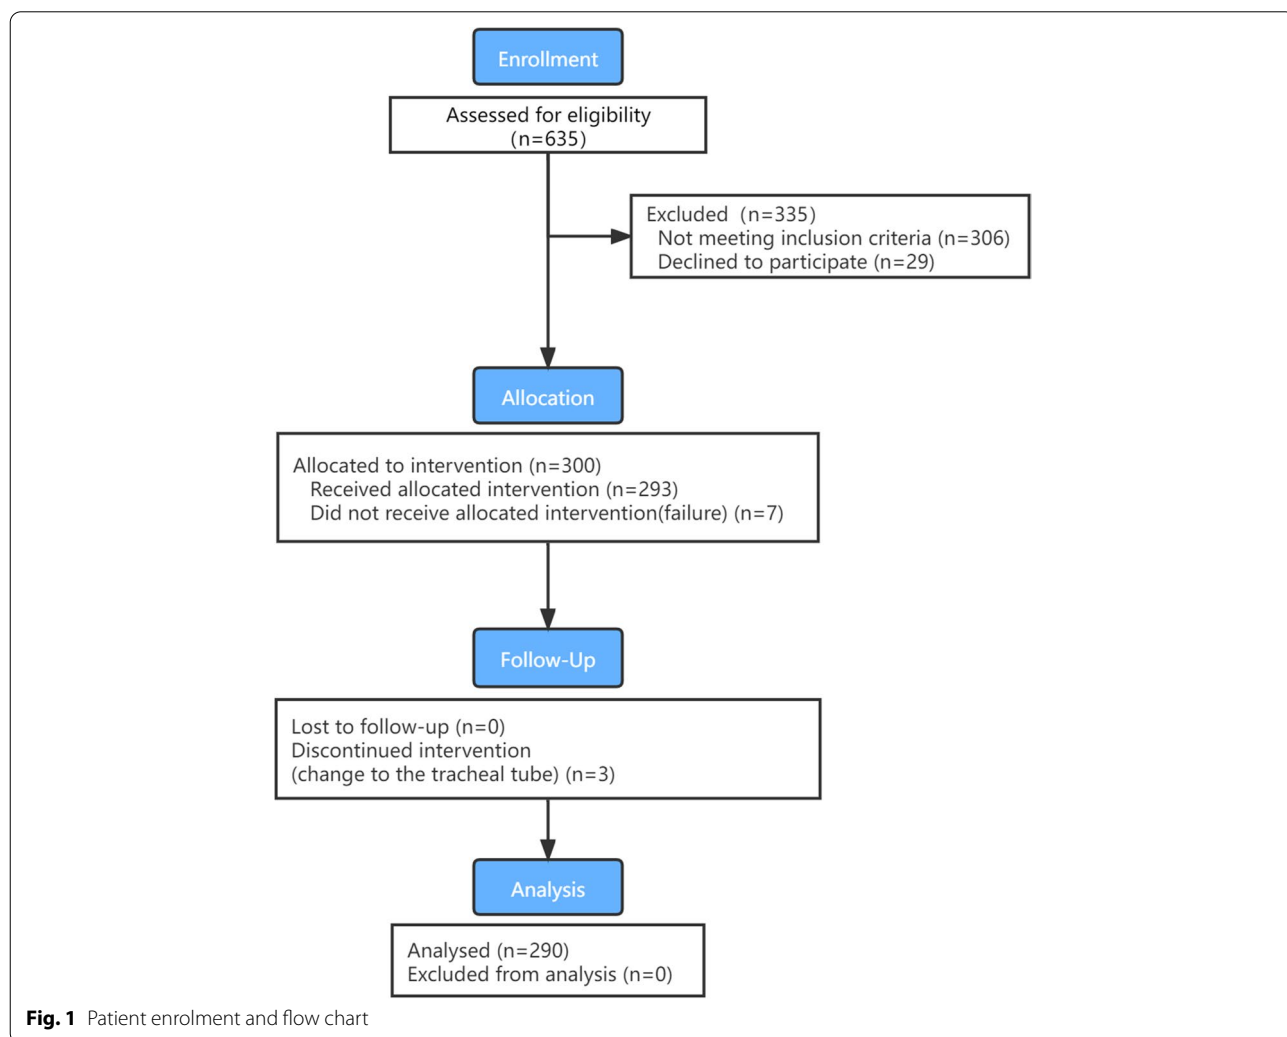 Enrollment
Assessed for eligibility
(n=635)
Excluded (n=335)
Not meeting inclusion criteria (n=306)
Declined to participate (n=29)
Allocation
Allocated to intervention (n=300)
Received allocated intervention (n=293)
Did not receive allocated intervention(failure) (n=7)
Follow-Up
Lost to follow-up (n=0)
Discontinued intervention
(change to the tracheal tube) (n=3)
Analysis
Analysed (n=290)
Excluded from analysis (n=0)
Fig. 1 Patient enrolment and flow chart